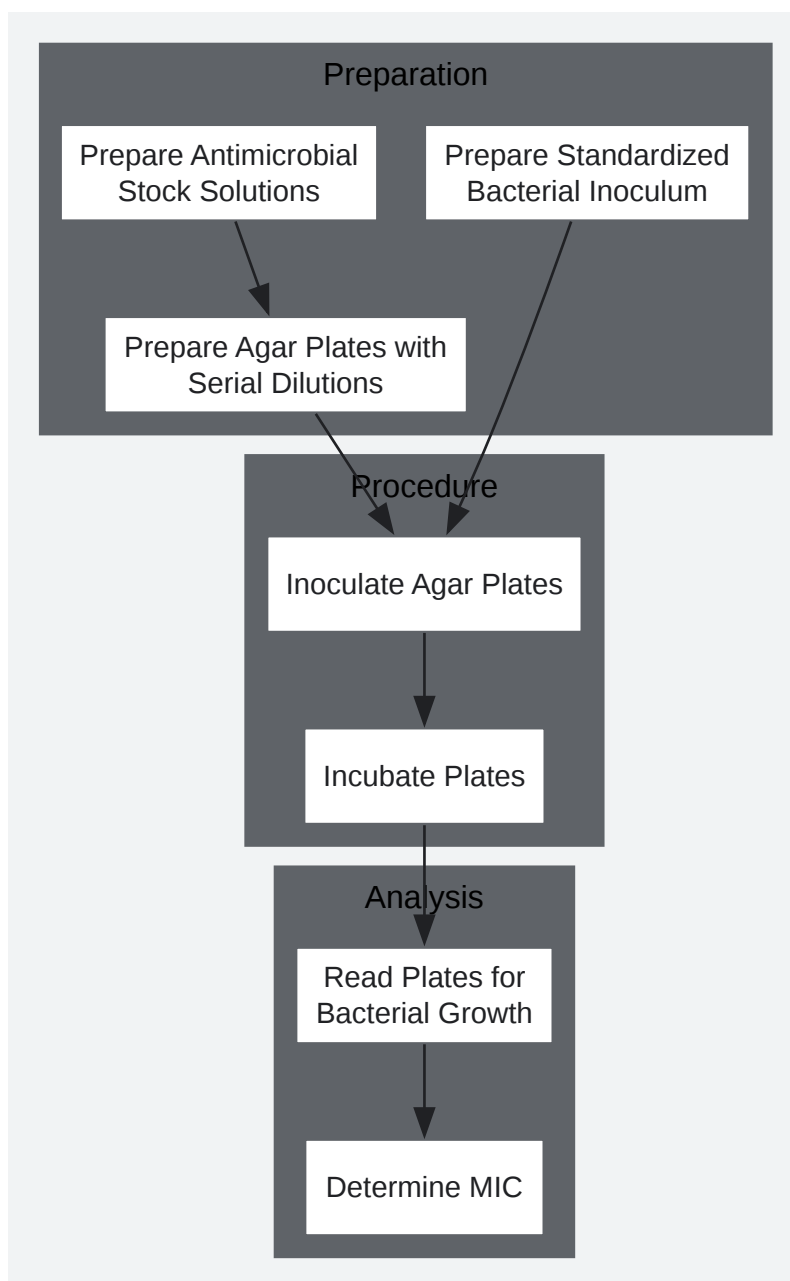 Preparation
Prepare Antimicrobial
Stock Solutions
Prepare Standardized
Bacterial Inoculum
Prepare Agar Plates with
Serial Dilutions
Procedure
Inoculate Agar Plates
Incubate Plates
Analysis
Read Plates for
Bacterial Growth
Determine MIC